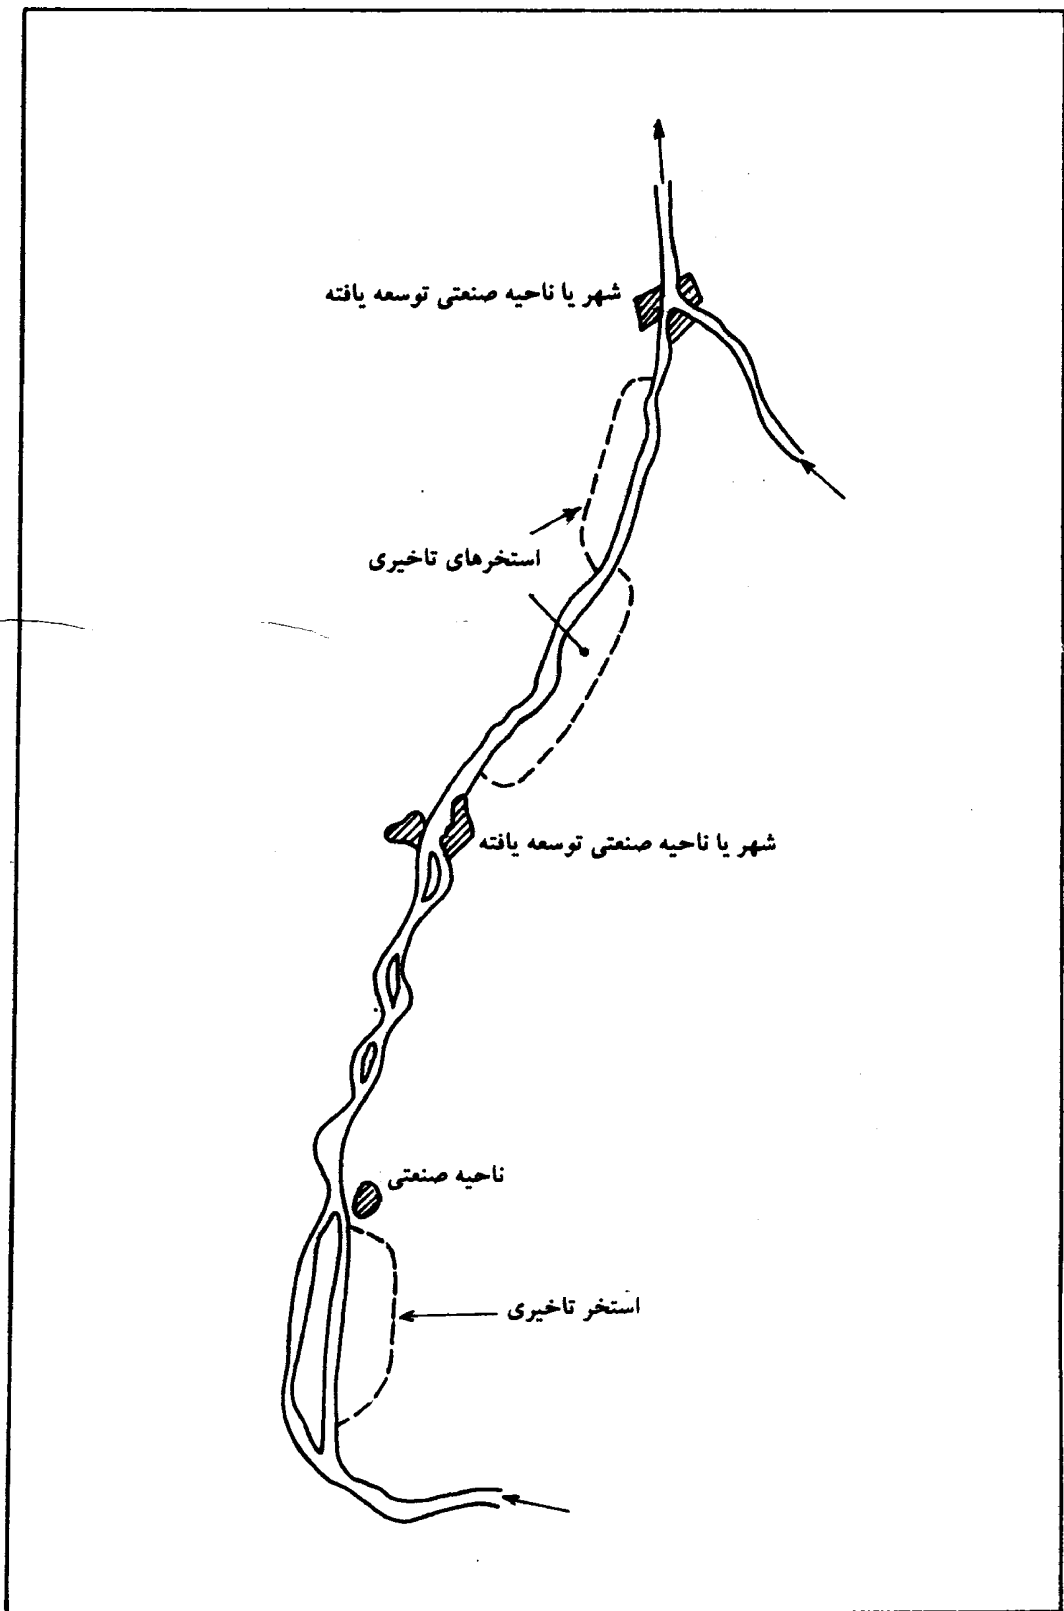 شهر یا ناحیه صنعتی توسعه یافته
استخرهای تاخیری
شهر یا ناحیه صنعتی توسعه یافته
ناحیه صنعتی
استخر تاخیری